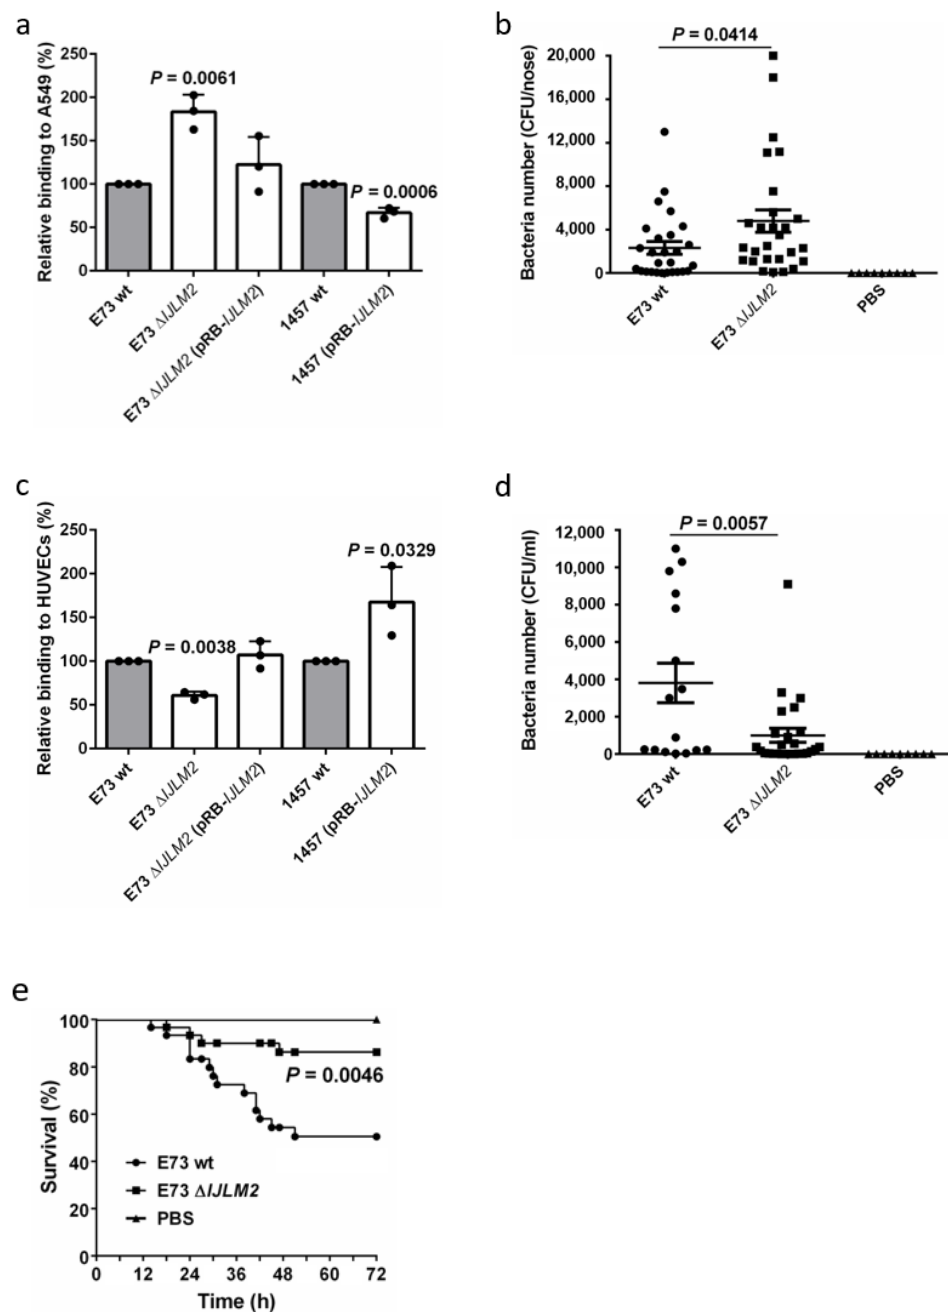 a
Relative binding to A549 (%)
250
200
150
100
50
0
P = 0.0061
P = 0.0006
E73 wt
E73 ΔIJLM2
E73 ΔIJLM2 (pRB-IJLM2)
1457 wt
1457 (pRB-IJLM2)
b
Bacteria number (CFU/nose)
P = 0.0414
20,000
16,000
12,000
8,000
4,000
0
E73 wt
E73 ΔIJLM2
PBS
c
Relative binding to HUVECs (%)
250
200
150
100
50
0
P = 0.0038
P = 0.0329
E73 wt
E73 ΔIJLM2
E73 ΔIJLM2 (pRB-IJLM2)
1457 wt
1457 (pRB-IJLM2)
d
Bacteria number (CFU/ml)
P = 0.0057
12,000
10,000
8,000
6,000
4,000
2,000
0
E73 wt
E73 ΔIJLM2
PBS
e
Survival (%)
100
80
60
40
20
0
P = 0.0046
E73 wt
E73 ΔIJLM2
PBS
0 12 24 36 48 60 72
Time (h)